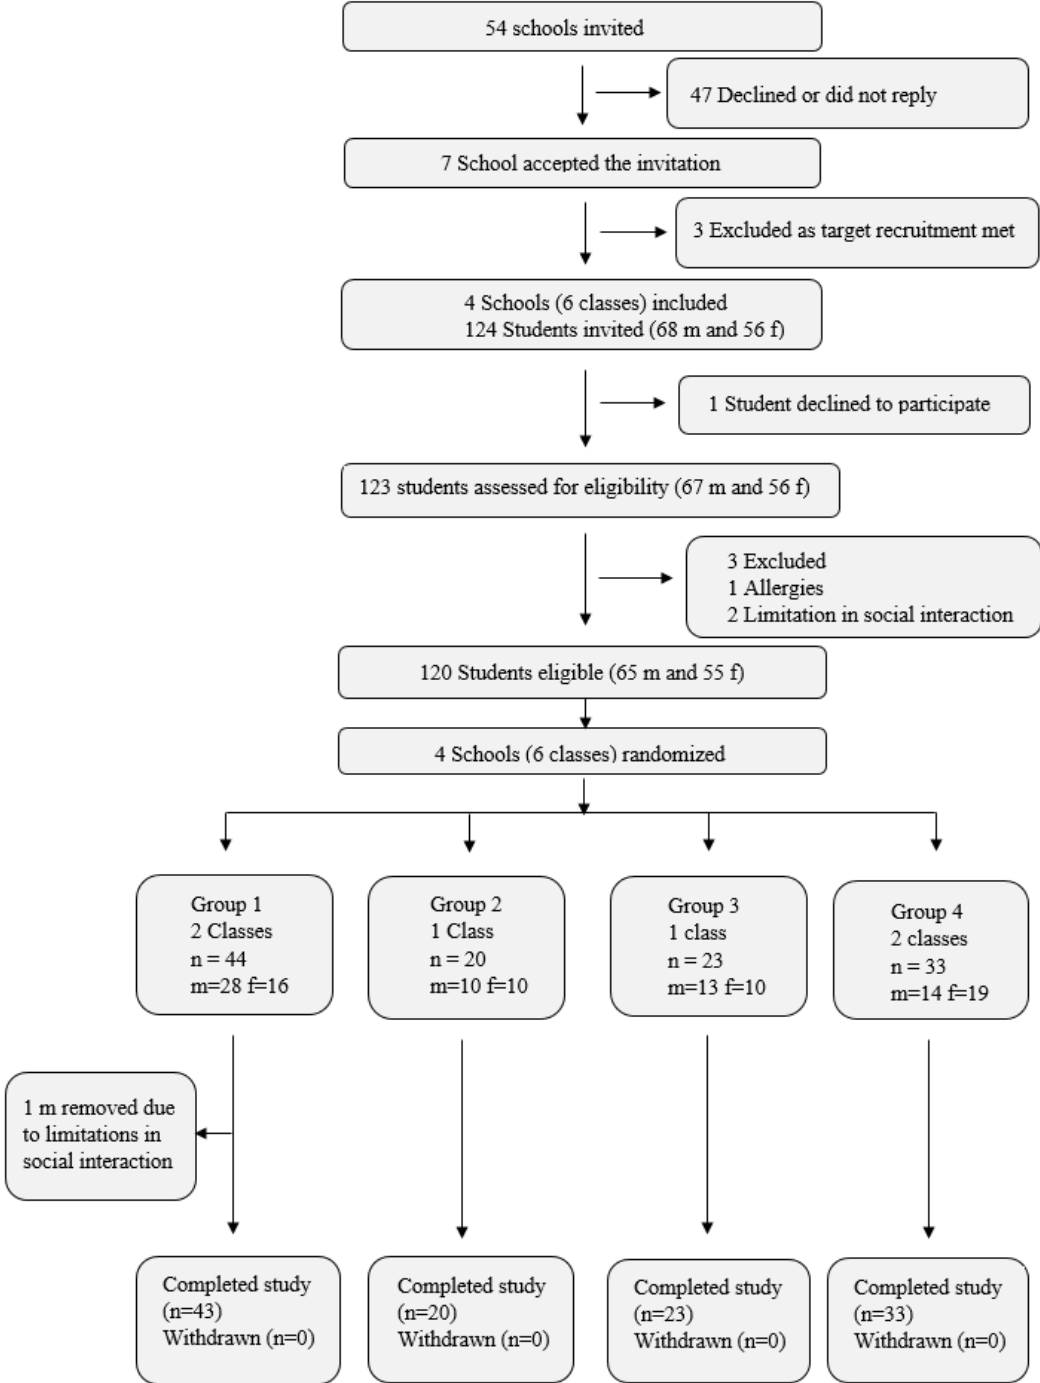 54 schools invited
47 Declined or did not reply
7 School accepted the invitation
3 Excluded as target recruitment met
4 Schools (6 classes) included
124 Students invited (68 m and 56 f)
1 Student declined to participate
123 students assessed for eligibility (67 m and 56 f)
3 Excluded
1 Allergies
2 Limitation in social interaction
120 Students eligible (65 m and 55 f)
4 Schools (6 classes) randomized
Group 1
2 Classes
n = 44
m=28 f=16
Group 2
1 Class
n = 20
m=10 f=10
Group 3
1 class
n = 23
m=13 f=10
Group 4
2 classes
n = 33
m=14 f=19
1 m removed due
to limitations in
social interaction
Completed study
(n=43)
Withdrawn (n=0)
Completed study
(n=20)
Withdrawn (n=0)
Completed study
(n=23)
Withdrawn (n=0)
Completed study
(n=33)
Withdrawn (n=0)